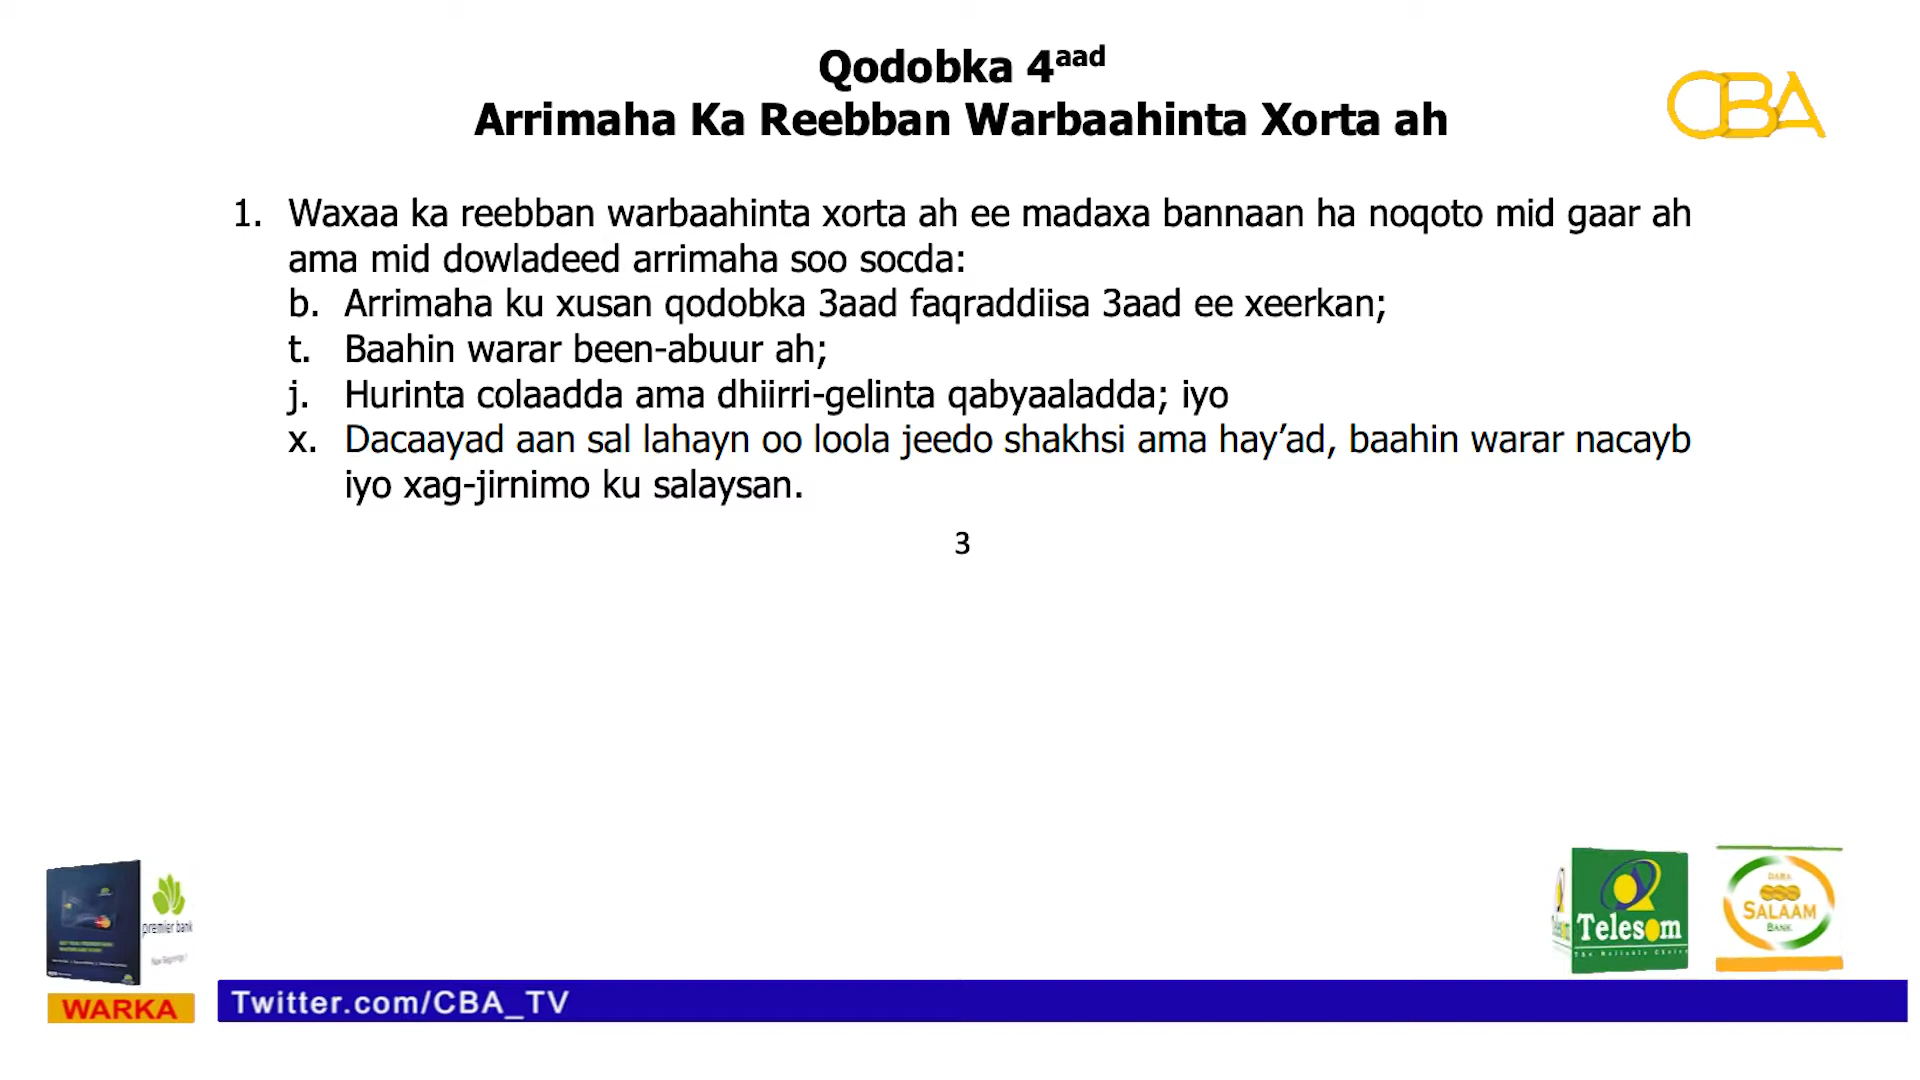 Qodobka 4aad
Arrimaha Ka Reebban Warbaahinta Xorta ah
CBA
1. Waxaa ka reebban warbaahinta xorta ah ee madaxa bannaan ha noqoto mid gaar ah
ama mid dowladeed arrimaha soo socda:
b. Arrimaha ku xusan qodobka 3aad faqraddiisa 3aad ee xeerkan;
t. Baahin warar been-abuur ah;
j. Hurinta colaadda ama dhiirri-gelinta qabyaaladda; iyo
x. Dacaayad aan sal lahayn oo loola jeedo shakhsi ama hay’ad, baahin warar nacayb
iyo xag-jirnimo ku salaysan.
3
premier bank
Telesom
The Reliable Choice
DARA
SALAAM
BANK
WARKA
Twitter.com/CBA_TV